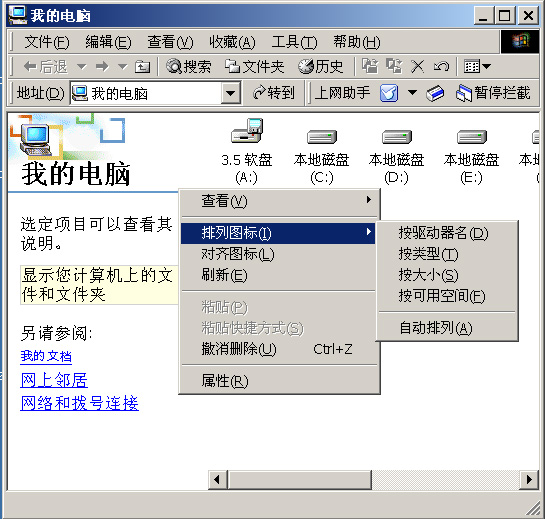 我的电脑
文件(F) 编辑(E) 查看(V) 收藏(A) 工具(T) 帮助(H)
后退 搜索 文件夹 历史
地址(D) 我的电脑 转到 上网助手 暂停拦截
我的电脑
选定项目可以查看其
说明。
显示您计算机上的文
件和文件夹
另请参阅:
我的文档
网上邻居
网络和拨号连接
3.5 软盘
(A:)
本地磁盘
(C:)
本地磁盘
(D:)
本地磁盘
(E:)
查看(V)
排列图标(I)
对齐图标(L)
刷新(E)
粘贴(P)
粘贴快捷方式(S)
撤消删除(U) Ctrl+Z
属性(R)
按驱动器名(D)
按类型(T)
按大小(S)
按可用空间(F)
自动排列(A)